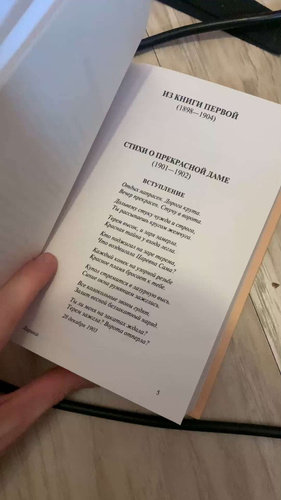 ИЗ КНИГИ ПЕРВОЙ
(1898—1904)
СТИХИ О ПРЕКРАСНОЙ ДАМЕ
(1901—1902)
ВСТУПЛЕНИЕ
Отдых напрасен. Дорога крута.
Вечер прекрасен. Стучу в ворота.
Дольнему стуку чужда и строга,
Ты рассыпаешь кругом жемчуга.
Терем высок, и заря замерла.
Красная тайна у входа легла.
Кто поджигал на заре терема,
Что воздвигала Царевна Сама?
Каждый конек на узорной резьбе
Красное пламя бросает к тебе.
Купол стремится в лазурную высь.
Синие окна румянцем зажглись.
Все колокольные звоны гудят.
Залит весной беззакатный наряд.
Ты ли меня на закатах ждала?
Терем зажгла? Ворота отперла?
28 декабря 1903
5